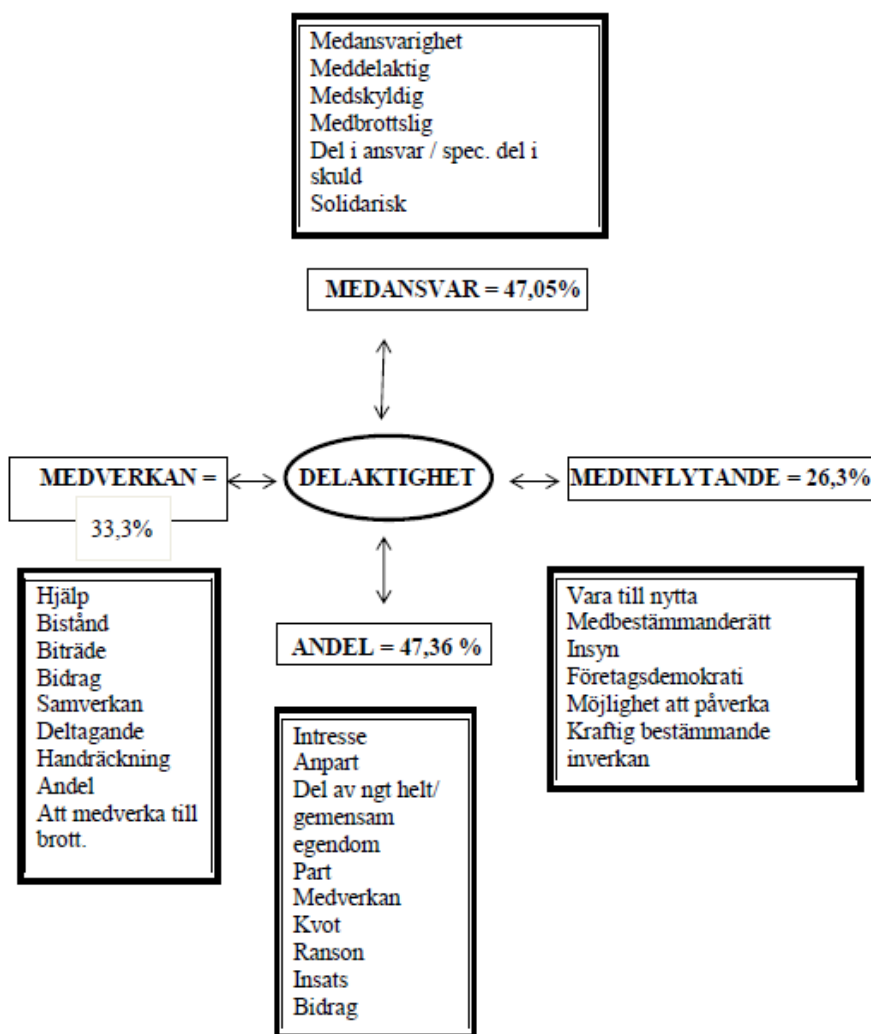 Medansvarighet
Meddelaktig
Medskyldig
Medbrottslig
Del i ansvar / spec. del i
skuld
Solidarisk
MEDANSVAR = 47,05%
MEDVERKAN =
33,3%
DELAKTIGHET
MEDINFLYTANDE = 26,3%
Hjälp
Bistånd
Biträde
Bidrag
Samverkan
Deltagande
Handräckning
Andel
Att medverka till
brott.
ANDEL = 47,36 %
Intresse
Anpart
Del av ngt helt/
gemensam
egendom
Part
Medverkan
Kvot
Ranson
Insats
Bidrag
Vara till nytta
Medbestämmanderätt
Insyn
Företagsdemokrati
Möjlighet att påverka
Kraftig bestämmande
inverkan